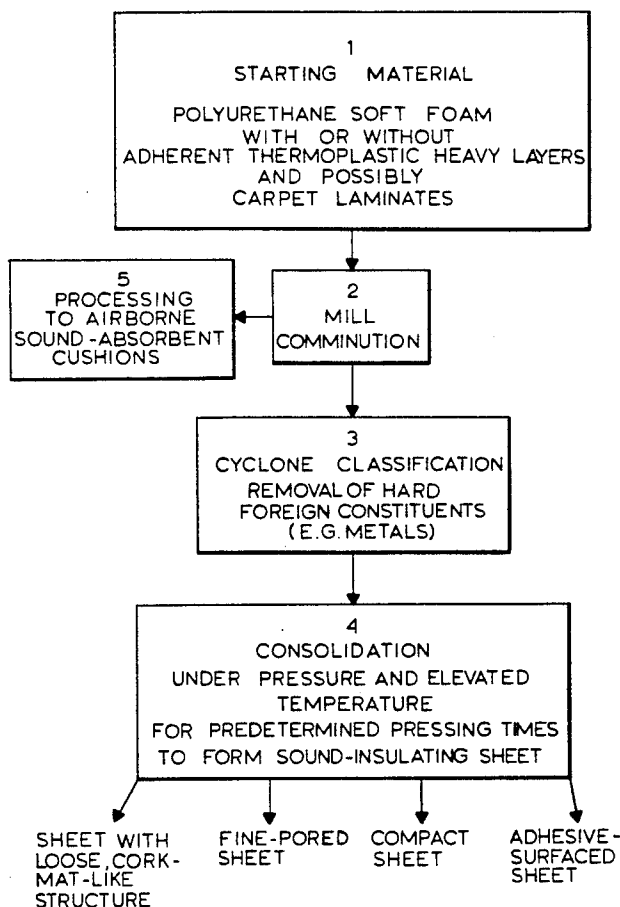 1
STARTING MATERIAL
POLYURETHANE SOFT FOAM
WITH OR WITHOUT
ADHERENT THERMOPLASTIC HEAVY LAYERS
AND POSSIBLY
CARPET LAMINATES
5
PROCESSING
TO AIRBORNE
SOUND-ABSORBENT
CUSHIONS
2
MILL
COMMINUTION
3
CYCLONE CLASSIFICATION
REMOVAL OF HARD
FOREIGN CONSTITUENTS
(E.G. METALS)
4
CONSOLIDATION
UNDER PRESSURE AND ELEVATED
TEMPERATURE
FOR PREDETERMINED PRESSING TIMES
TO FORM SOUND-INSULATING SHEET
SHEET WITH
LOOSE, CORK-
MAT-LIKE
STRUCTURE
FINE-PORED
SHEET
COMPACT
SHEET
ADHESIVE-
SURFACED
SHEET